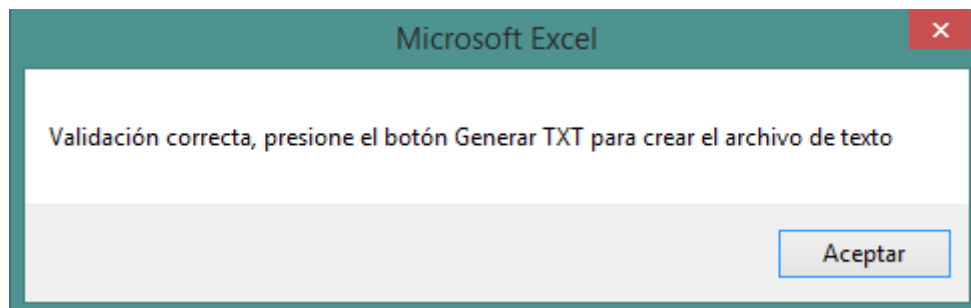 Microsoft Excel
Validación correcta, presione el botón Generar TXT para crear el archivo de texto
Aceptar